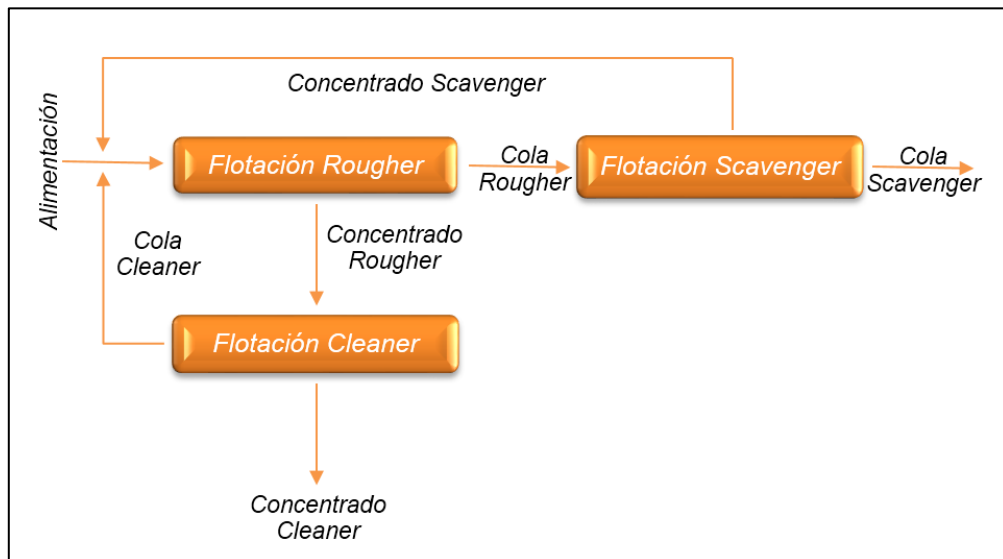 Concentrado Scavenger
Alimentación
Flotación Rougher
Cola
Rougher
Flotación Scavenger
Cola
Scavenger
Cola
Cleaner
Concentrado
Rougher
Flotación Cleaner
Concentrado
Cleaner